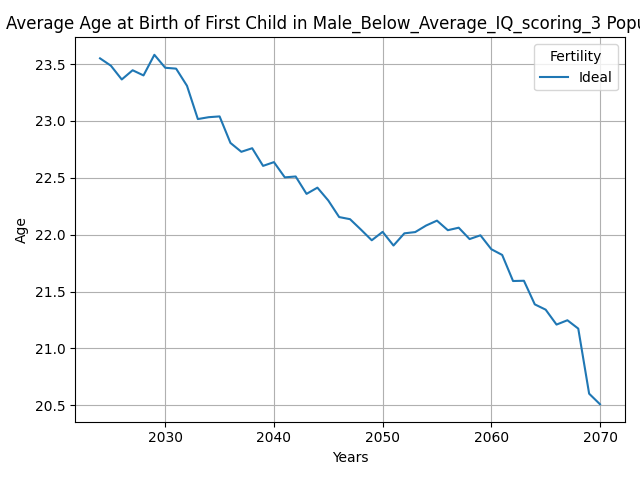 Average Age at Birth of First Child in Male_Below_Average_IQ_scoring_3 Popu
Fertility
Ideal
23.5
23.0
22.5
22.0
21.5
21.0
20.5
Age
2030 2040 2050 2060 2070
Years